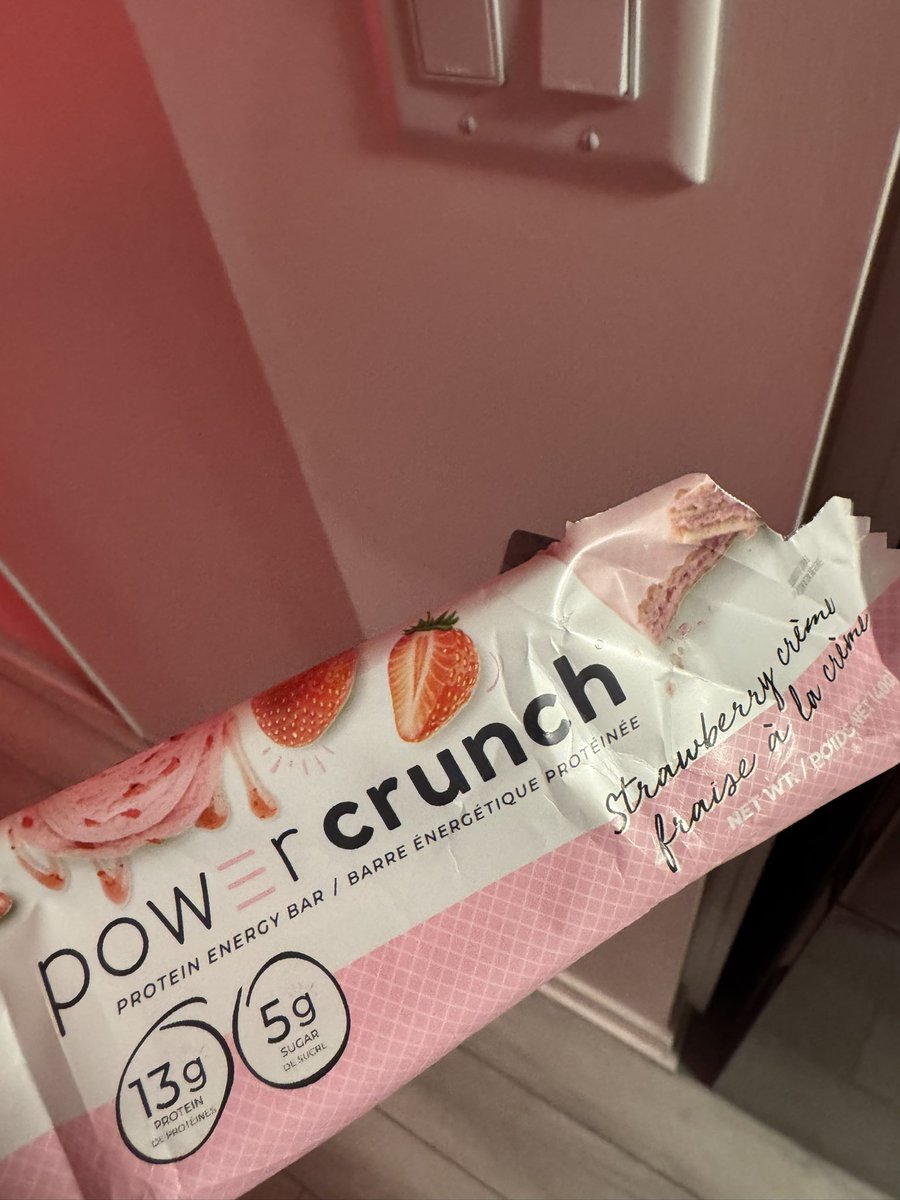 power crunch
PROTEIN ENERGY BAR / BARRE ÉNERGÉTIQUE PROTÉINÉE
Strawberry crème
fraise à la crème
NET WT. / POIDS NET 40g
13g
PROTEIN
DE PROTÉINES
5g
SUGAR
DE SUCRE